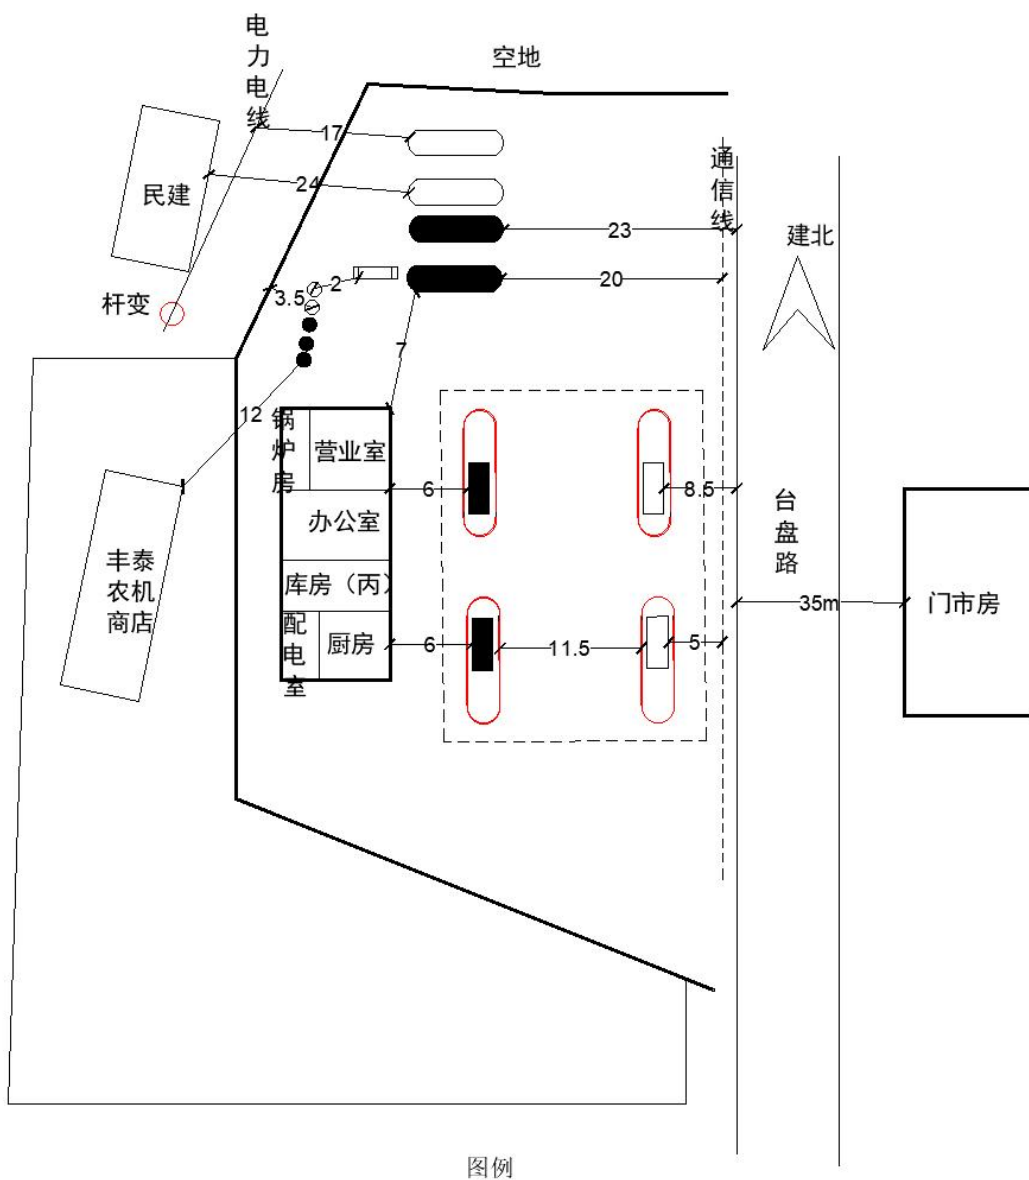 电力电线
空地
17
通信线
民建
24
23
建北
杆变
2
3.5
20
7
12
锅炉房
营业室
6
8.5
台盘路
办公室
丰泰
农机
商店
库房（丙）
35m
门市房
配电室
厨房
6
11.5
5
图例